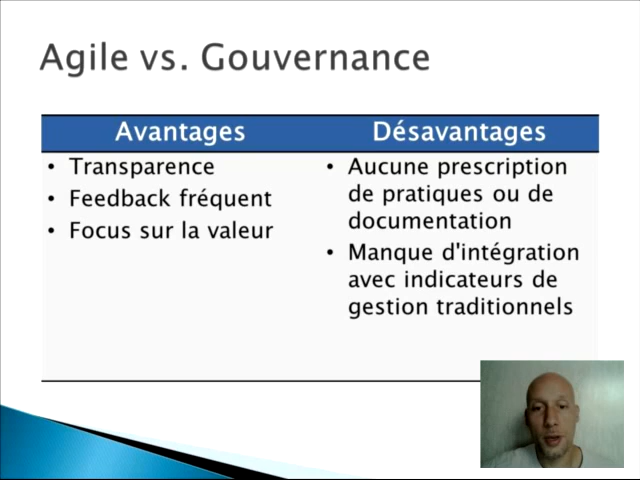 Agile vs. Gouvernance
Avantages
Désavantages
• Transparence
• Feedback fréquent
• Focus sur la valeur
• Aucune prescription
de pratiques ou de
documentation
• Manque d'intégration
avec indicateurs de
gestion traditionnels